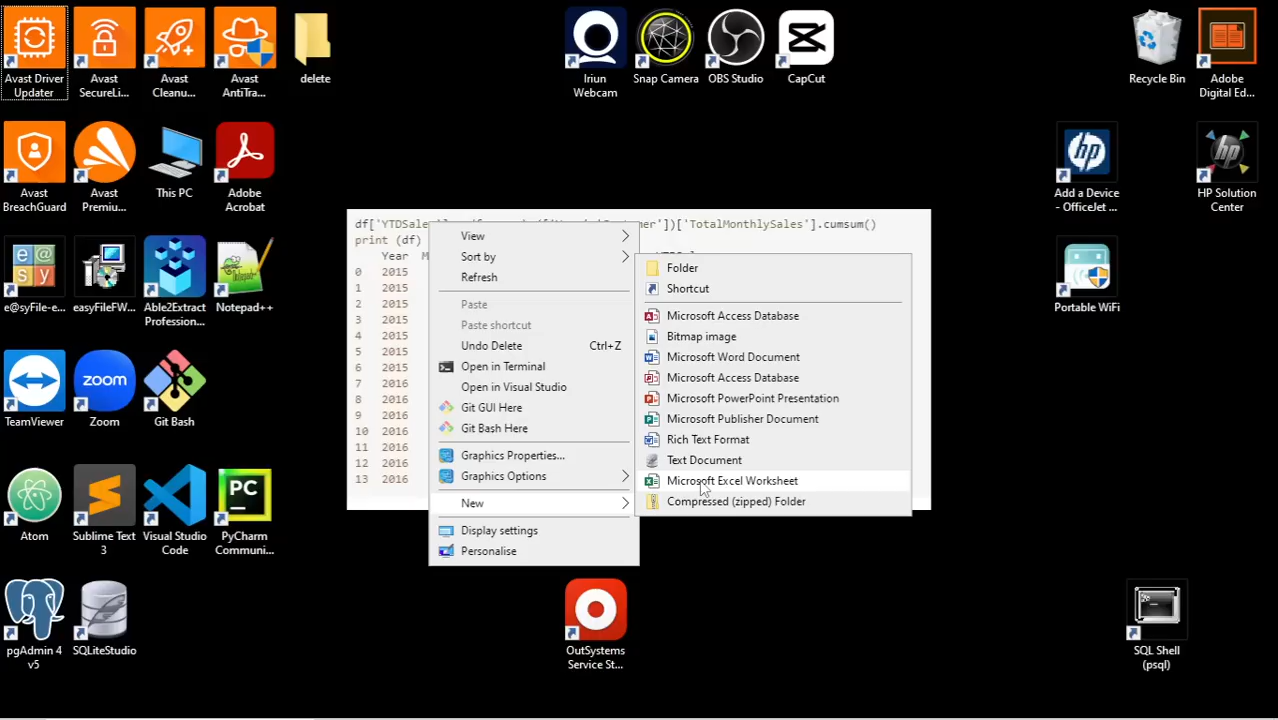 Avast Driver
Updater
Avast
SecureLi...
Avast
Cleanu...
Avast
AntiTra...
delete
Iriun
Webcam
Snap Camera
OBS Studio
CapCut
Recycle Bin
Adobe
Digital Ed...
Avast
BreachGuard
Avast
Premiu...
This PC
Adobe
Acrobat
hp
Add a Device
- OfficeJet ...
hp
HP Solution
Center
e@sy
e@syFile-e...
easyFileFW...
Able2Extract
Profession...
Notepad++
Portable WiFi
TeamViewer
zoom
Zoom
Git Bash
Atom
Sublime Text
3
Visual Studio
Code
PC
PyCharm
Communi...
pgAdmin 4
v5
SQLiteStudio
OutSystems
Service St...
SQL Shell
(psql)
df['YTDSale
'])['TotalMonthlySales'].cumsum()
print (df)
Year
0 2015
1 2015
2 2015
3 2015
4 2015
5 2015
6 2015
7 2016
8 2016
9 2016
10 2016
11 2016
12 2016
13 2016
View
Sort by
Refresh
Paste
Paste shortcut
Undo Delete Ctrl+Z
Open in Terminal
Open in Visual Studio
Git GUI Here
Git Bash Here
Graphics Properties...
Graphics Options
New
Display settings
Personalise
Folder
Shortcut
Microsoft Access Database
Bitmap image
Microsoft Word Document
Microsoft Access Database
Microsoft PowerPoint Presentation
Microsoft Publisher Document
Rich Text Format
Text Document
Microsoft Excel Worksheet
Compressed (zipped) Folder